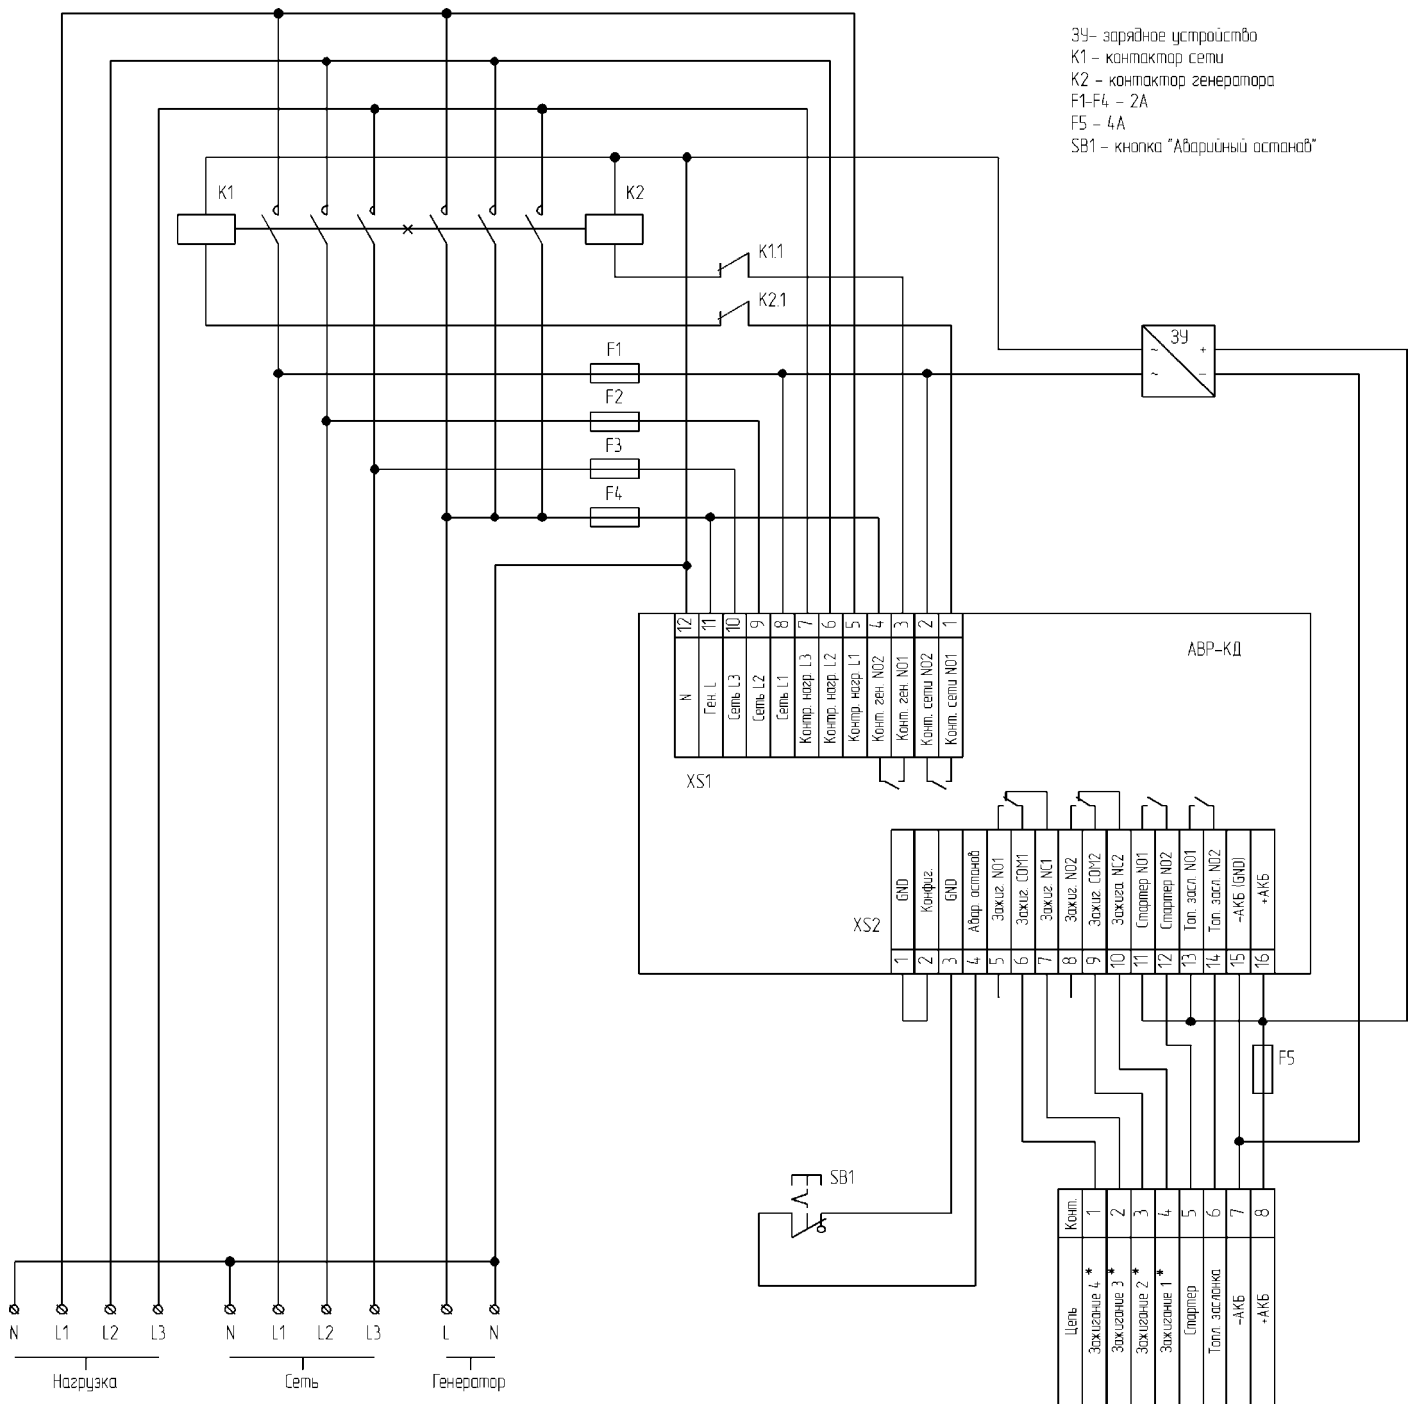 ЗУ– зарядное устройство
К1 – контактор сети
К2 – контактор генератора
F1-F4 – 2А
F5 – 4А
SB1 – кнопка "Аварийный останов"
К1
К2
К1.1
К2.1
F1
F2
F3
F4
ЗУ
~ +
~ –
АВР-КД
12 11 10 9 8 7 6 5 4 3 2 1
N
Ген. L
Сеть L3
Сеть L2
Сеть L1
Контр. нагр. L3
Контр. нагр. L2
Контр. нагр. L1
Конт. ген. NO2
Конт. ген. NO1
Конт. сети NO2
Конт. сети NO1
XS1
XS2
GND
Конфиг.
GND
Авар. останов
Зажиг. NO1
Зажиг. COM1
Зажиг. NC1
Зажиг. NO2
Зажиг. COM2
Зажига. NC2
Стартер NO1
Стартер NO2
Топ. засл. NO1
Топ. засл. NO2
-АКБ (GND)
+АКБ
1 2 3 4 5 6 7 8 9 10 11 12 13 14 15 16
F5
SB1
Конт. 1 2 3 4 5 6 7 8
Цепь
Зажигание 4 *
Зажигание 3 *
Зажигание 2 *
Зажигание 1 *
Стартер
Топл. заслонка
-АКБ
+АКБ
N L1 L2 L3 N L1 L2 L3 L N
Нагрузка Сеть Генератор